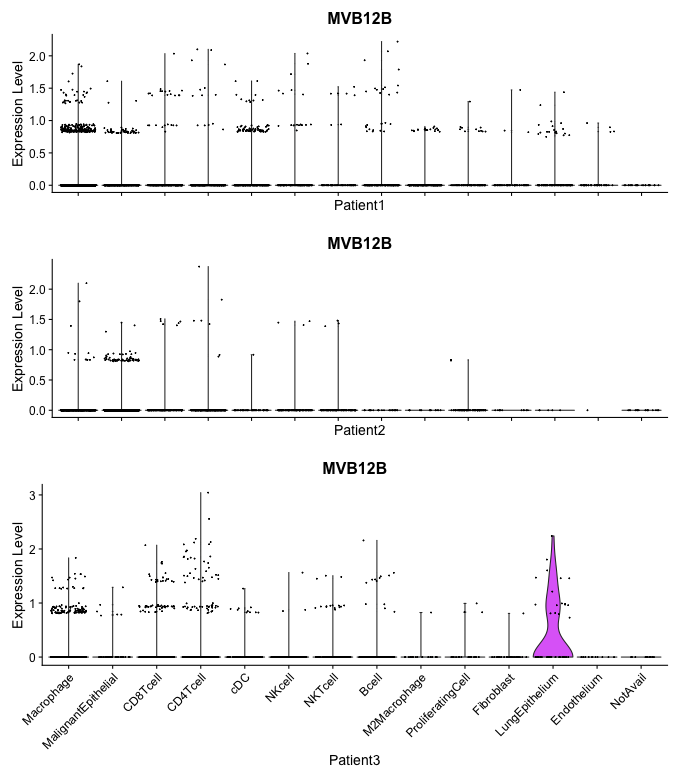 MVB12B
Expression Level
2.0
1.5
1.0
0.5
0.0
Patient1
MVB12B
Expression Level
2.0
1.5
1.0
0.5
0.0
Patient2
MVB12B
Expression Level
3
2
1
0
Macrophage
MalignantEpithelial
CD8Tcell
CD4Tcell
cDC
NKcell
NKTcell
Bcell
M2Macrophage
ProliferatingCell
Fibroblast
LungEpithelium
Endothelium
NotAvail
Patient3